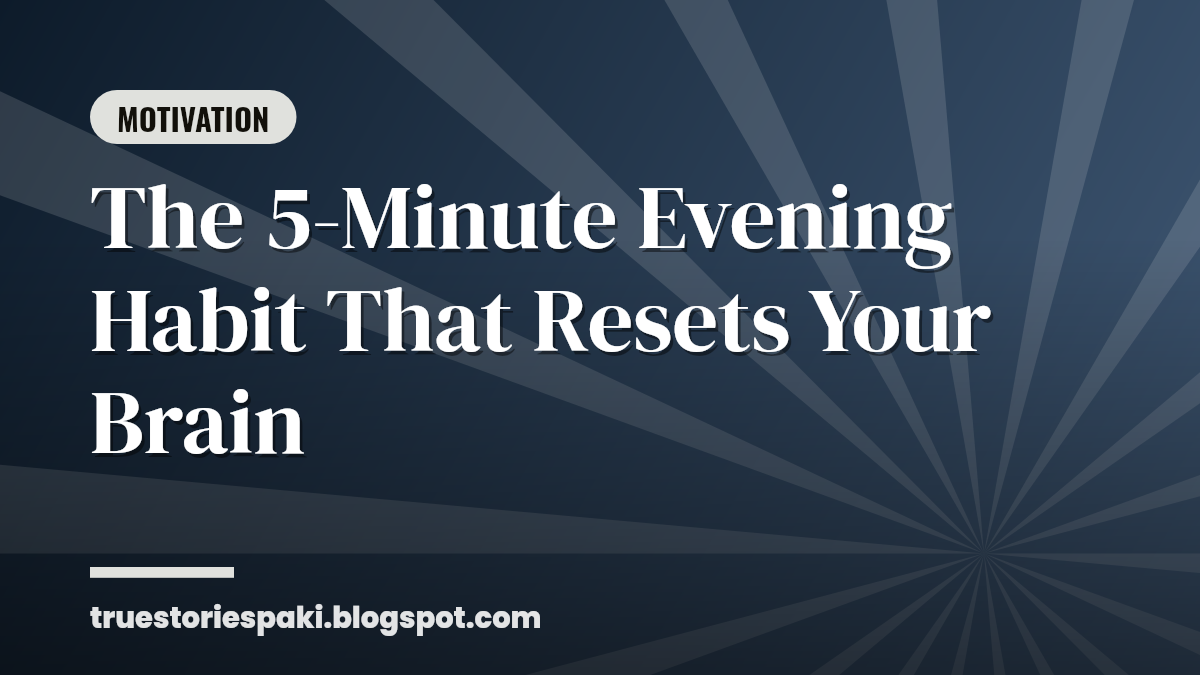 MOTIVATION
The 5-Minute Evening
Habit That Resets Your
Brain
truestoriespaki.blogspot.com